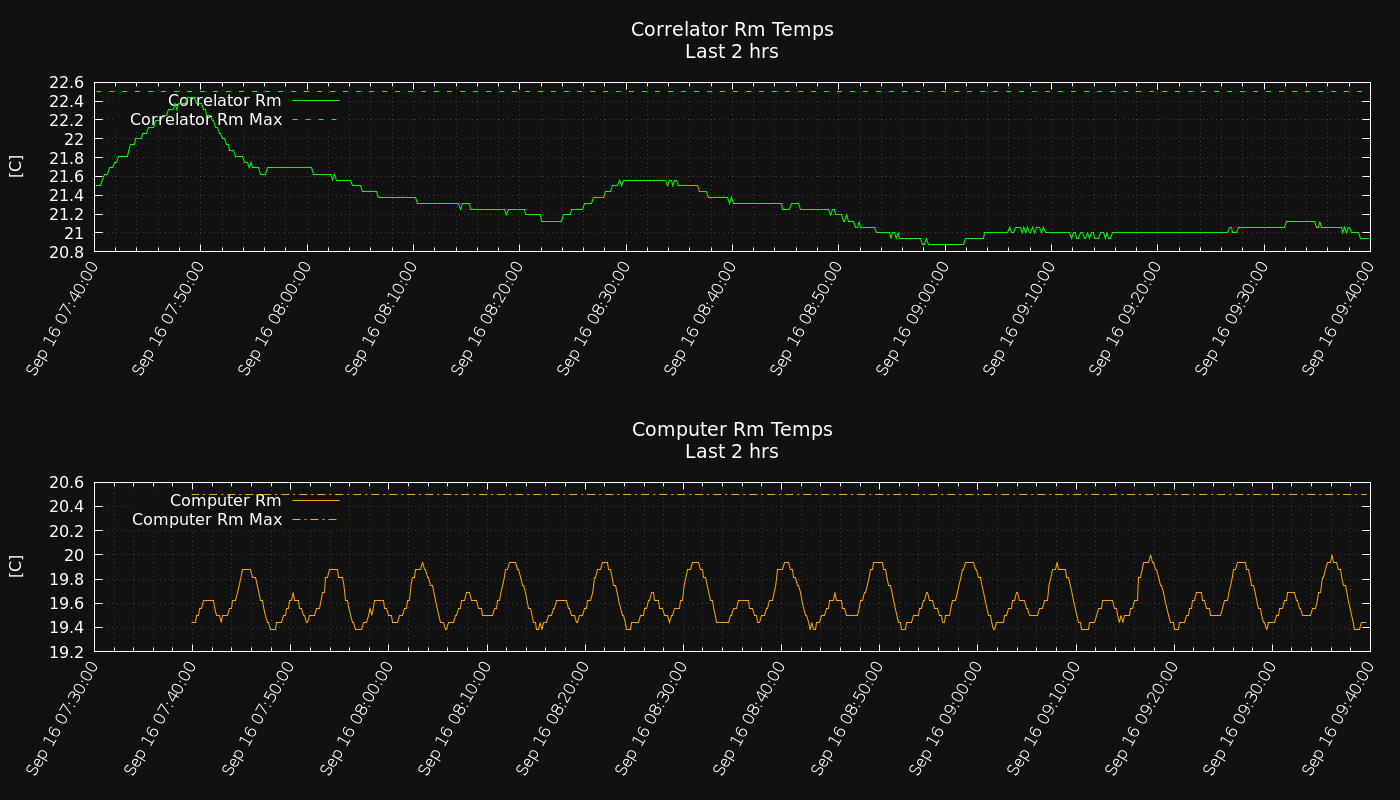 Correlator Rm Temps
Last 2 hrs
[C]
22.6
22.4
22.2
22
21.8
21.6
21.4
21.2
21
20.8
Correlator Rm
Correlator Rm Max
Sep 16 07:40:00
Sep 16 07:50:00
Sep 16 08:00:00
Sep 16 08:10:00
Sep 16 08:20:00
Sep 16 08:30:00
Sep 16 08:40:00
Sep 16 08:50:00
Sep 16 09:00:00
Sep 16 09:10:00
Sep 16 09:20:00
Sep 16 09:30:00
Sep 16 09:40:00
Computer Rm Temps
Last 2 hrs
[C]
20.6
20.4
20.2
20
19.8
19.6
19.4
19.2
Computer Rm
Computer Rm Max
Sep 16 07:30:00
Sep 16 07:40:00
Sep 16 07:50:00
Sep 16 08:00:00
Sep 16 08:10:00
Sep 16 08:20:00
Sep 16 08:30:00
Sep 16 08:40:00
Sep 16 08:50:00
Sep 16 09:00:00
Sep 16 09:10:00
Sep 16 09:20:00
Sep 16 09:30:00
Sep 16 09:40:00